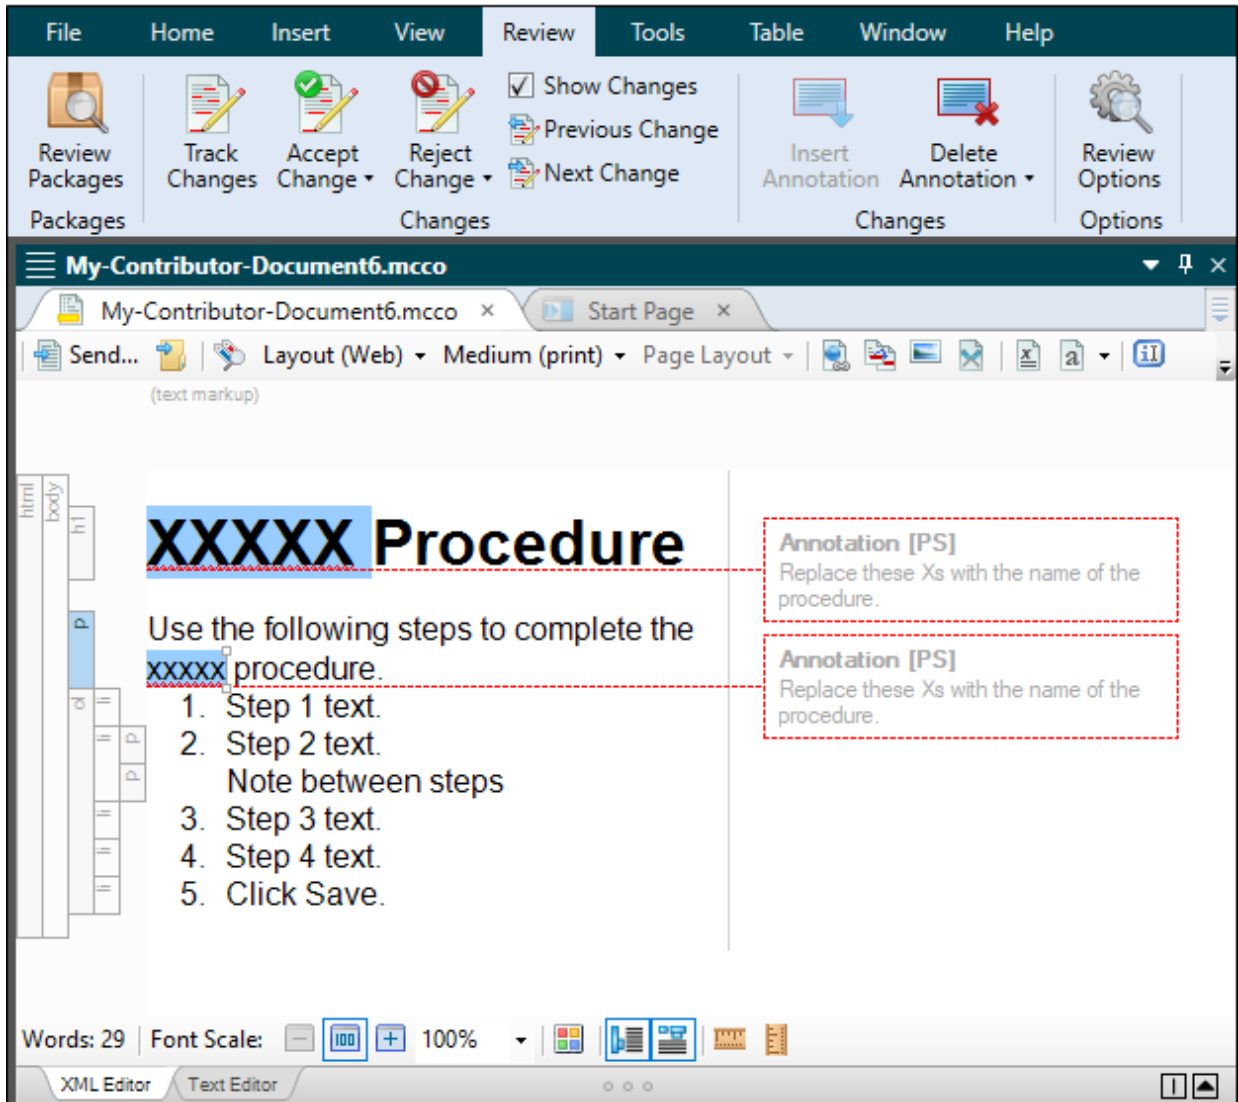 File Home Insert View Review Tools Table Window Help
Show Changes
Previous Change
Next Change
Review Packages
Track Changes
Accept Change
Reject Change
Insert Annotation
Delete Annotation
Review Options
Packages Changes Changes Options
My-Contributor-Document6.mcco
My-Contributor-Document6.mcco Start Page
Send... Layout (Web) Medium (print) Page Layout
(text markup)
html
body
h1
XXXXX Procedure
Annotation [PS]
Replace these Xs with the name of the
procedure.
p
Use the following steps to complete the
xxxxx procedure.
Annotation [PS]
Replace these Xs with the name of the
procedure.
ol
li
1. Step 1 text.
li
p
2. Step 2 text.
p
Note between steps
li
3. Step 3 text.
li
4. Step 4 text.
li
5. Click Save.
Words: 29 Font Scale: 100 100%
XML Editor Text Editor